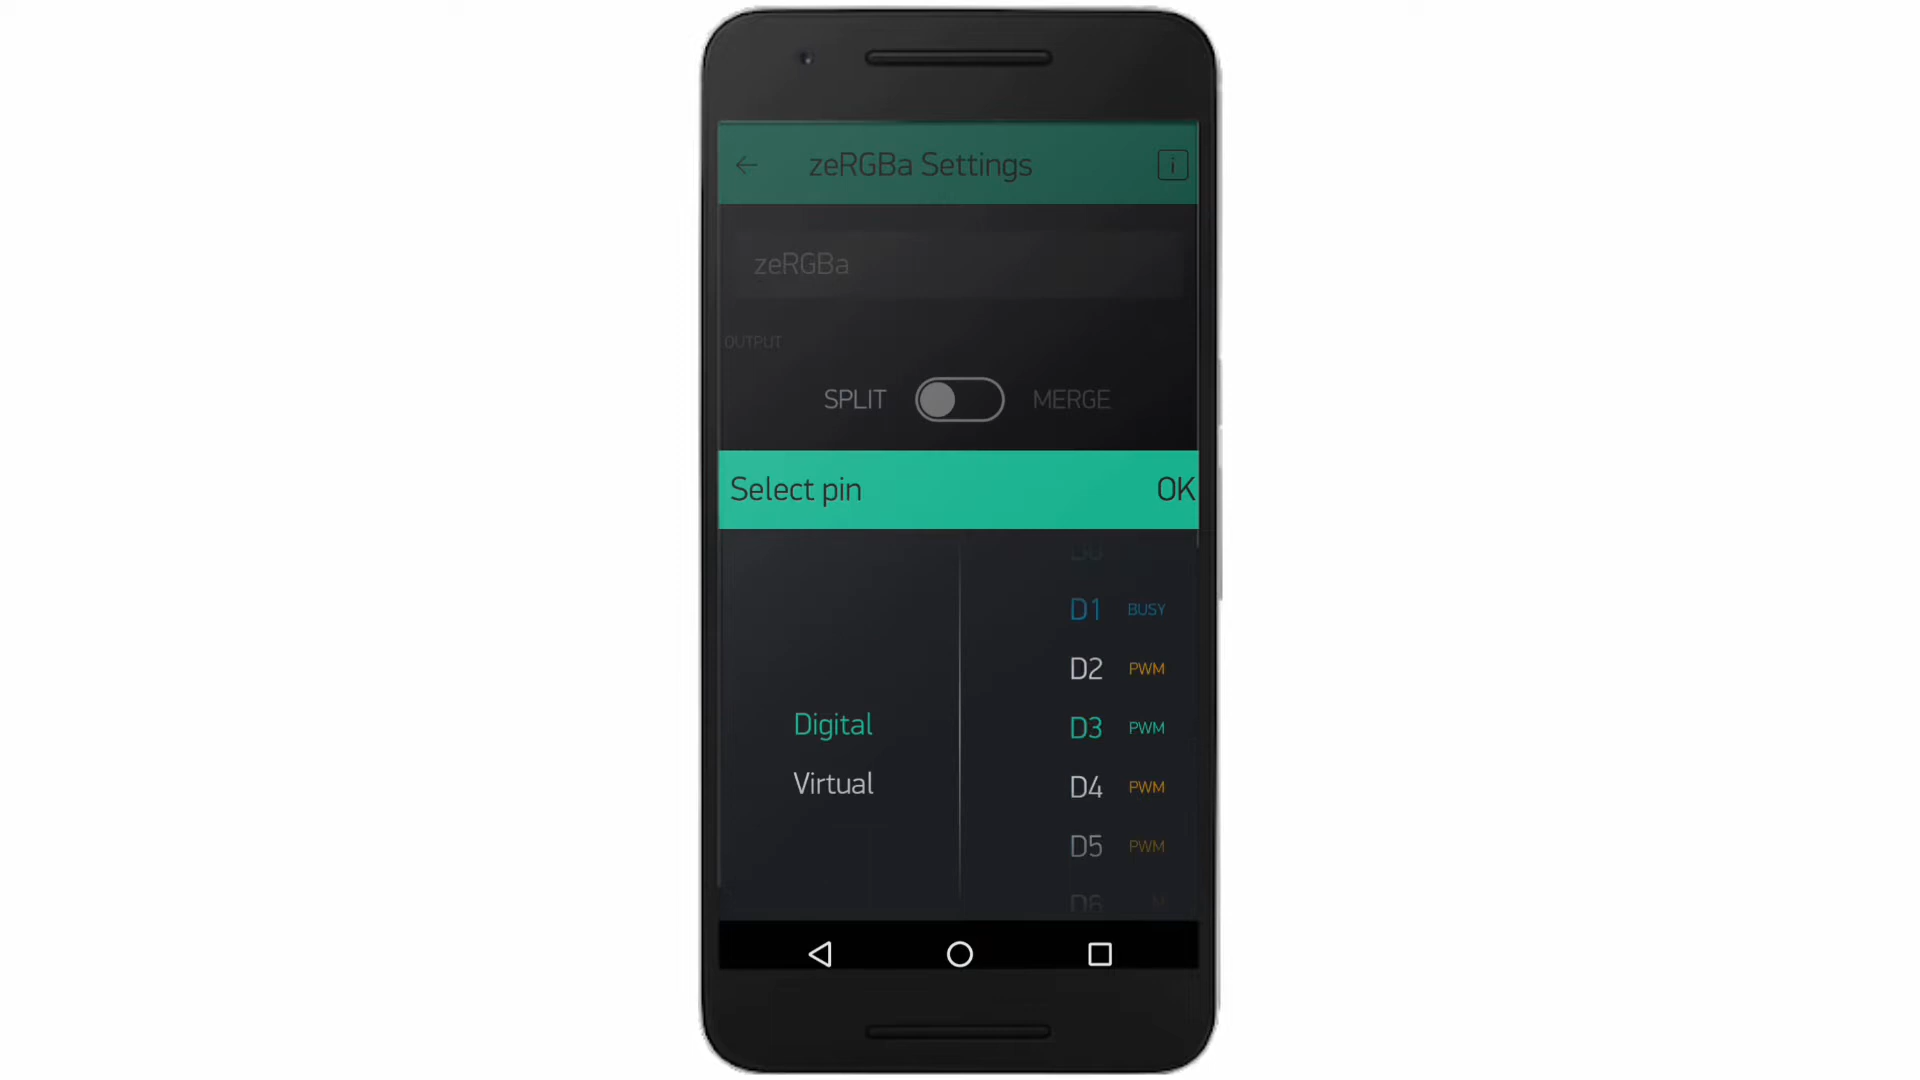 zeRGBa Settings
i
zeRGBa
OUTPUT
SPLIT MERGE
Select pin OK
D1 BUSY
D2 PWM
Digital D3 PWM
Virtual D4 PWM
D5 PWM
D6